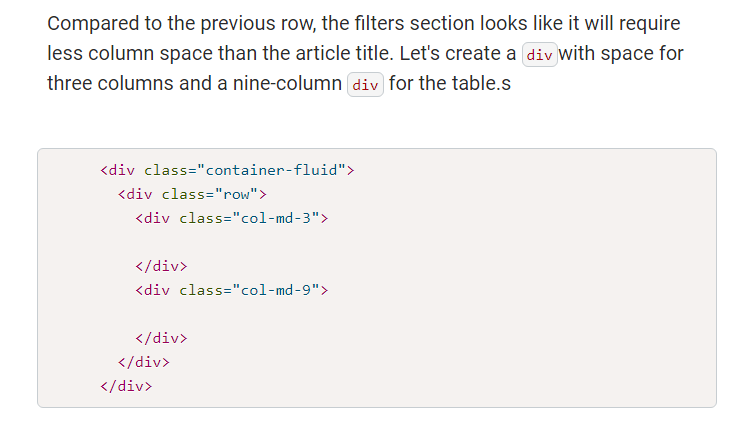 Compared to the previous row, the filters section looks like it will require
less column space than the article title. Let's create a div with space for
three columns and a nine-column div for the table.s
<div class="container-fluid">
<div class="row">
<div class="col-md-3">
</div>
<div class="col-md-9">
</div>
</div>
</div>